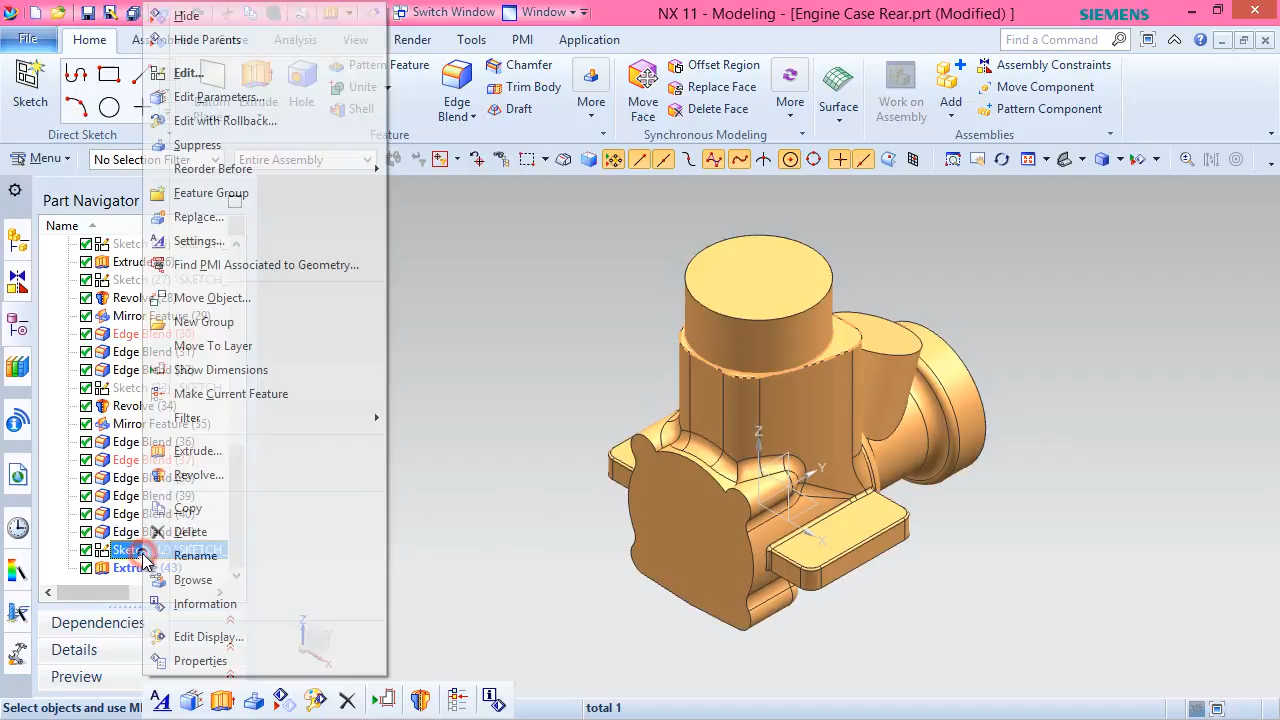 Switch Window Window NX 11 - Modeling - [Engine Case Rear.prt (Modified) ] SIEMENS
File Home Analysis View Render Tools PMI Application Find a Command
Sketch
Direct Sketch
Hole
Pattern Feature
Unite
Shell
Edge
Blend
Chamfer
Trim Body
Draft
More
Feature
Move
Face
Offset Region
Replace Face
Delete Face
More
Synchronous Modeling
Surface
Work on
Assembly
Add
Assembly Constraints
Move Component
Pattern Component
Assemblies
Menu No Selection Filter Entire Assembly
Part Navigator
Name
Hide
Hide Parents
Edit...
Edit Parameters...
Edit with Rollback...
Suppress
Reorder Before
Feature Group
Replace...
Settings...
Find PMI Associated to Geometry...
Move Object...
New Group
Move To Layer
Show Dimensions
Make Current Feature
Filter
Extrude...
Revolve...
Copy
Delete
Rename
Browse
Information
Edit Display...
Properties
Sketch
Extrude
Sketch (27)
Revolve (28)
Mirror Feature (29)
Edge Blend (30)
Edge Blend (31)
Edge Blend
Sketch
Revolve (34)
Mirror Feature (35)
Edge Blend (36)
Edge Blend (37)
Edge Blend
Edge Blend (39)
Edge Blend
Edge Blend
Sketch
Extrude (43)
Dependencies
Details
Preview
Z
Y
X
Z
X
Select objects and use total 1